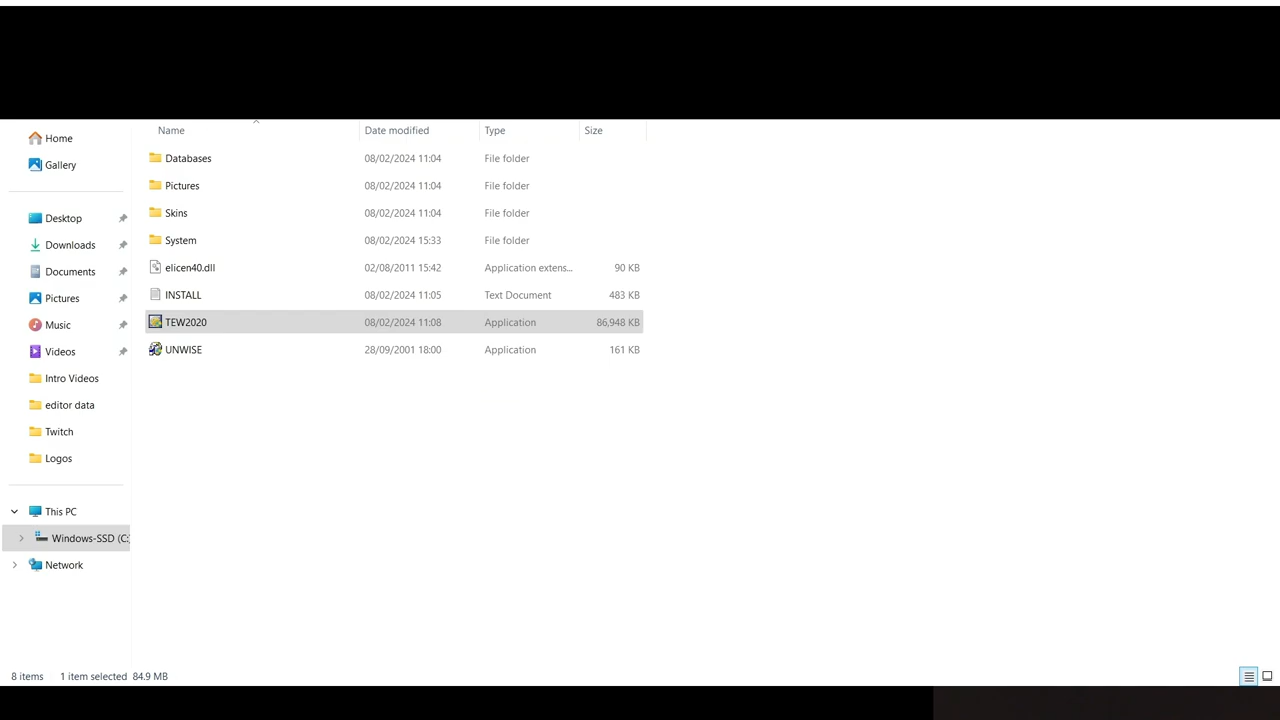 Name Date modified Type Size
Home
Gallery
Databases 08/02/2024 11:04 File folder
Pictures 08/02/2024 11:04 File folder
Skins 08/02/2024 11:04 File folder
System 08/02/2024 15:33 File folder
elicen40.dll 02/08/2011 15:42 Application extens... 90 KB
INSTALL 08/02/2024 11:05 Text Document 483 KB
TEW2020 08/02/2024 11:08 Application 86,948 KB
UNWISE 28/09/2001 18:00 Application 161 KB
Desktop
Downloads
Documents
Pictures
Music
Videos
Intro Videos
editor data
Twitch
Logos
This PC
Windows-SSD (C:
Network
8 items 1 item selected 84.9 MB